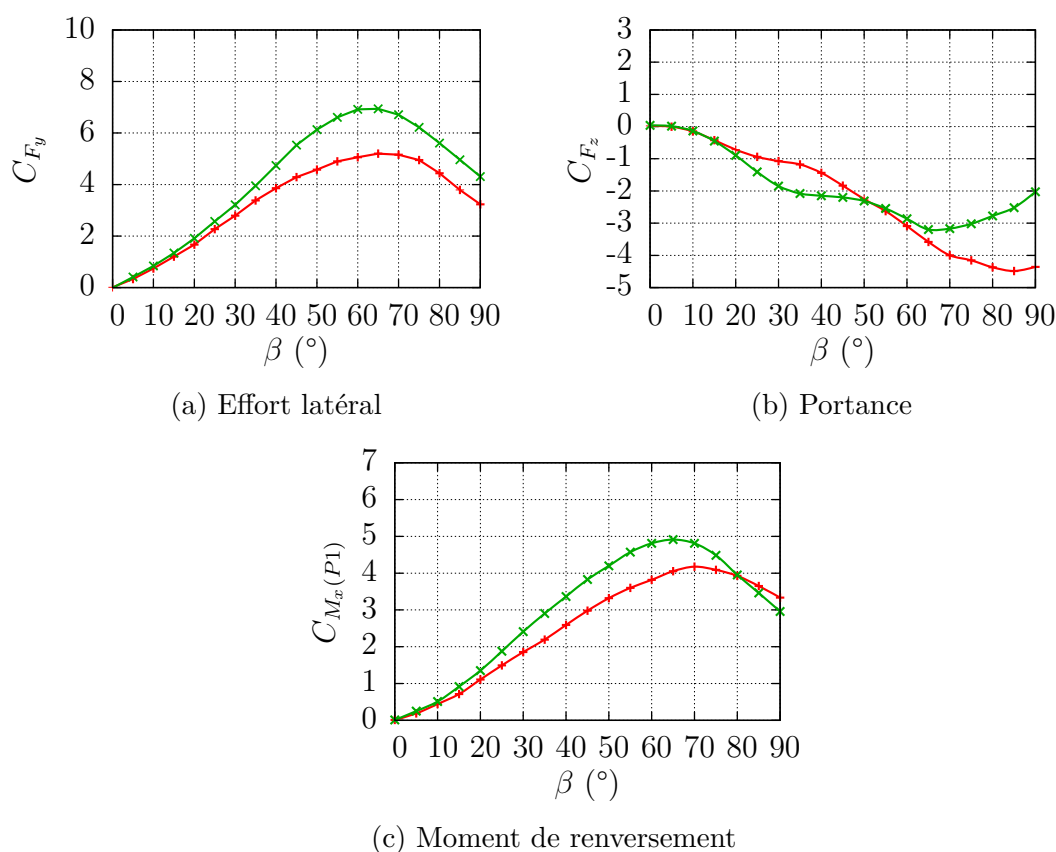 10
8
6
4
2
0
C_{F_y}
0 10 20 30 40 50 60 70 80 90
β (°)
(a) Effort latéral
3
2
1
0
-1
-2
-3
-4
-5
C_{F_z}
0 10 20 30 40 50 60 70 80 90
β (°)
(b) Portance
7
6
5
4
3
2
1
0
C_{M_x(P1)}
0 10 20 30 40 50 60 70 80 90
β (°)
(c) Moment de renversement